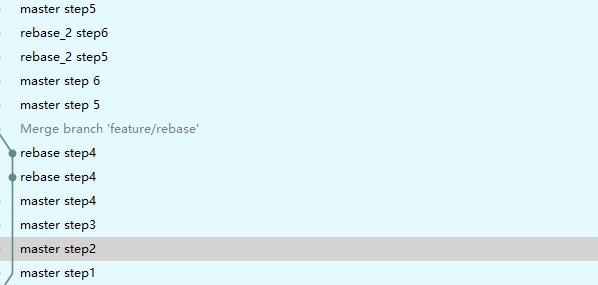 master step5
rebase_2 step6
rebase_2 step5
master step 6
master step 5
Merge branch 'feature/rebase'
rebase step4
rebase step4
master step4
master step3
master step2
master step1